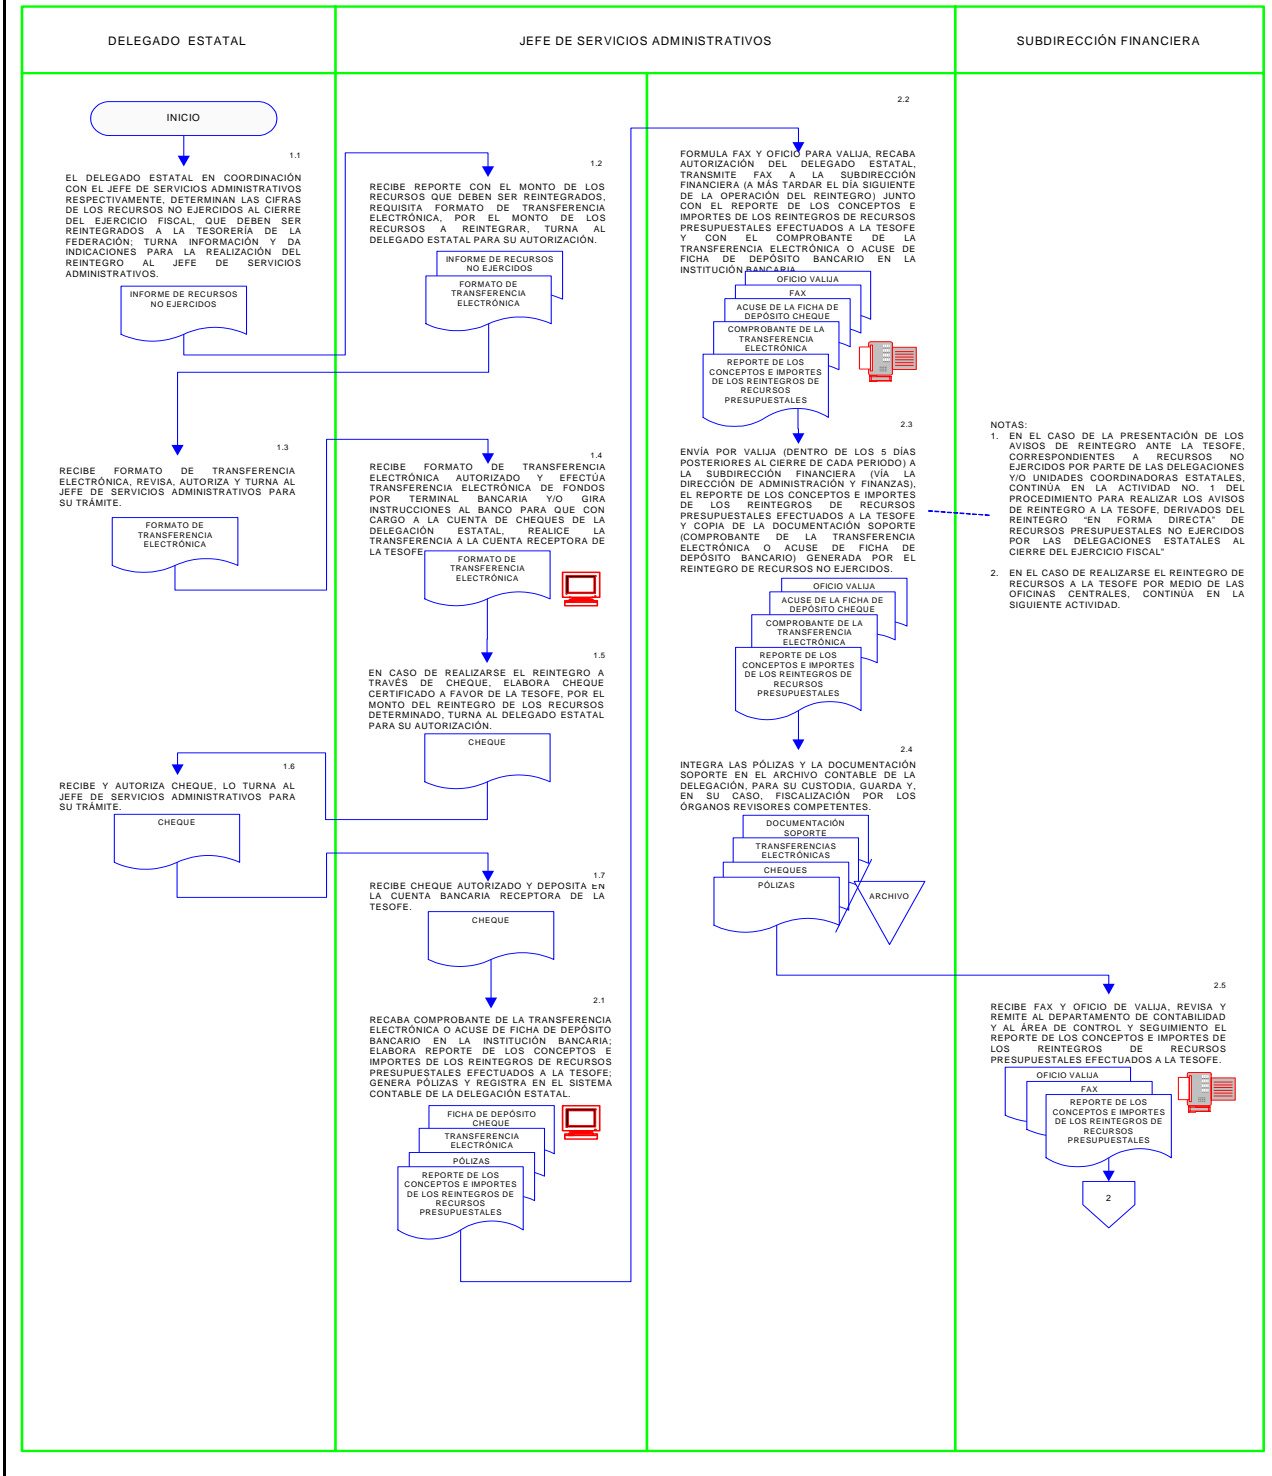 DELEGADO ESTATAL
JEFE DE SERVICIOS ADMINISTRATIVOS
SUBDIRECCIÓN FINANCIERA
INICIO
1.1
EL DELEGADO ESTATAL EN COORDINACIÓN
CON EL JEFE DE SERVICIOS ADMINISTRATIVOS
RESPECTIVAMENTE, DETERMINAN LAS CIFRAS
DE LOS RECURSOS NO EJERCIDOS AL CIERRE
DEL EJERCICIO FISCAL, QUE DEBEN SER
REINTEGRADOS A LA TESORERÍA DE LA
FEDERACIÓN; TURNA INFORMACIÓN Y DA
INDICACIONES PARA LA REALIZACIÓN DEL
REINTEGRO AL JEFE DE SERVICIOS
ADMINISTRATIVOS.
INFORME DE RECURSOS
NO EJERCIDOS
1.2
RECIBE REPORTE CON EL MONTO DE LOS
RECURSOS QUE DEBEN SER REINTEGRADOS,
REQUISITA FORMATO DE TRANSFERENCIA
ELECTRÓNICA, POR EL MONTO DE LOS
RECURSOS A REINTEGRAR, TURNA AL
DELEGADO ESTATAL PARA SU AUTORIZACIÓN.
INFORME DE RECURSOS
NO EJERCIDOS
FORMATO DE
TRANSFERENCIA
ELECTRÓNICA
1.3
RECIBE FORMATO DE TRANSFERENCIA
ELECTRÓNICA, REVISA, AUTORIZA Y TURNA AL
JEFE DE SERVICIOS ADMINISTRATIVOS PARA
SU TRÁMITE.
FORMATO DE
TRANSFERENCIA
ELECTRÓNICA
1.4
RECIBE FORMATO DE TRANSFERENCIA
ELECTRÓNICA AUTORIZADO Y EFECTÚA
TRANSFERENCIA ELECTRÓNICA DE FONDOS
POR TERMINAL BANCARIA Y/O GIRA
INSTRUCCIONES AL BANCO PARA QUE CON
CARGO A LA CUENTA DE CHEQUES DE LA
DELEGACIÓN ESTATAL, REALICE LA
TRANSFERENCIA A LA CUENTA RECEPTORA DE
LA TESOFE
FORMATO DE
TRANSFERENCIA
ELECTRÓNICA
1.5
EN CASO DE REALIZARSE EL REINTEGRO A
TRAVÉS DE CHEQUE, ELABORA CHEQUE
CERTIFICADO A FAVOR DE LA TESOFE, POR EL
MONTO DEL REINTEGRO DE LOS RECURSOS
DETERMINADO, TURNA AL DELEGADO ESTATAL
PARA SU AUTORIZACIÓN.
CHEQUE
1.6
RECIBE Y AUTORIZA CHEQUE, LO TURNA AL
JEFE DE SERVICIOS ADMINISTRATIVOS PARA
SU TRÁMITE.
CHEQUE
1.7
RECIBE CHEQUE AUTORIZADO Y DEPOSITA EN
LA CUENTA BANCARIA RECEPTORA DE LA
TESOFE.
CHEQUE
2.1
RECABA COMPROBANTE DE LA TRANSFERENCIA
ELECTRÓNICA O ACUSE DE FICHA DE DEPÓSITO
BANCARIO EN LA INSTITUCIÓN BANCARIA;
ELABORA REPORTE DE LOS CONCEPTOS E
IMPORTES DE LOS REINTEGROS DE RECURSOS
PRESUPUESTALES EFECTUADOS A LA TESOFE;
GENERA PÓLIZAS Y REGISTRA EN EL SISTEMA
CONTABLE DE LA DELEGACIÓN ESTATAL.
FICHA DE DEPÓSITO
CHEQUE
TRANSFERENCIA
ELECTRÓNICA
PÓLIZAS
REPORTE DE LOS
CONCEPTOS E IMPORTES
DE LOS REINTEGROS DE
RECURSOS
PRESUPUESTALES
2.2
FORMULA FAX Y OFICIO PARA VALIJA, RECABA
AUTORIZACIÓN DEL DELEGADO ESTATAL,
TRANSMITE FAX A LA SUBDIRECCIÓN
FINANCIERA (A MÁS TARDAR EL DÍA SIGUIENTE
DE LA OPERACIÓN DEL REINTEGRO) JUNTO
CON EL REPORTE DE LOS CONCEPTOS E
IMPORTES DE LOS REINTEGROS DE RECURSOS
PRESUPUESTALES EFECTUADOS A LA TESOFE
Y CON EL COMPROBANTE DE LA
TRANSFERENCIA ELECTRÓNICA O ACUSE DE
FICHA DE DEPÓSITO BANCARIO EN LA
INSTITUCIÓN BANCARIA
OFICIO VALIJA
FAX
ACUSE DE LA FICHA DE
DEPÓSITO CHEQUE
COMPROBANTE DE LA
TRANSFERENCIA
ELECTRÓNICA
REPORTE DE LOS
CONCEPTOS E IMPORTES
DE LOS REINTEGROS DE
RECURSOS
PRESUPUESTALES
2.3
ENVÍA POR VALIJA (DENTRO DE LOS 5 DÍAS
POSTERIORES AL CIERRE DE CADA PERIODO) A
LA SUBDIRECCIÓN FINANCIERA (VÍA LA
DIRECCIÓN DE ADMINISTRACIÓN Y FINANZAS),
EL REPORTE DE LOS CONCEPTOS E IMPORTES
DE LOS REINTEGROS DE RECURSOS
PRESUPUESTALES EFECTUADOS A LA TESOFE
Y COPIA DE LA DOCUMENTACIÓN SOPORTE
(COMPROBANTE DE LA TRANSFERENCIA
ELECTRÓNICA O ACUSE DE FICHA DE
DEPÓSITO BANCARIO) GENERADA POR EL
REINTEGRO DE RECURSOS NO EJERCIDOS.
OFICIO VALIJA
ACUSE DE LA FICHA DE
DEPÓSITO CHEQUE
COMPROBANTE DE LA
TRANSFERENCIA
ELECTRÓNICA
REPORTE DE LOS
CONCEPTOS E IMPORTES
DE LOS REINTEGROS DE
RECURSOS
PRESUPUESTALES
2.4
INTEGRA LAS PÓLIZAS Y LA DOCUMENTACIÓN
SOPORTE EN EL ARCHIVO CONTABLE DE LA
DELEGACIÓN, PARA SU CUSTODIA, GUARDA Y,
EN SU CASO, FISCALIZACIÓN POR LOS
ÓRGANOS REVISORES COMPETENTES.
DOCUMENTACIÓN
SOPORTE
TRANSFERENCIAS
ELECTRÓNICAS
CHEQUES
PÓLIZAS
ARCHIVO
NOTAS:
1. EN EL CASO DE LA PRESENTACIÓN DE LOS
AVISOS DE REINTEGRO ANTE LA TESOFE,
CORRESPONDIENTES A RECURSOS NO
EJERCIDOS POR PARTE DE LAS DELEGACIONES
Y/O UNIDADES COORDINADORAS ESTATALES,
CONTINÚA EN LA ACTIVIDAD NO. 1 DEL
PROCEDIMIENTO PARA REALIZAR LOS AVISOS
DE REINTEGRO A LA TESOFE, DERIVADOS DEL
REINTEGRO "EN FORMA DIRECTA" DE
RECURSOS PRESUPUESTALES NO EJERCIDOS
POR LAS DELEGACIONES ESTATALES AL
CIERRE DEL EJERCICIO FISCAL"
2. EN EL CASO DE REALIZARSE EL REINTEGRO DE
RECURSOS A LA TESOFE POR MEDIO DE LAS
OFICINAS CENTRALES, CONTINÚA EN LA
SIGUIENTE ACTIVIDAD.
2.5
RECIBE FAX Y OFICIO DE VALIJA, REVISA Y
REMITE AL DEPARTAMENTO DE CONTABILIDAD
Y AL ÁREA DE CONTROL Y SEGUIMIENTO EL
REPORTE DE LOS CONCEPTOS E IMPORTES DE
LOS REINTEGROS DE RECURSOS
PRESUPUESTALES EFECTUADOS A LA TESOFE.
OFICIO VALIJA
FAX
REPORTE DE LOS
CONCEPTOS E IMPORTES
DE LOS REINTEGROS DE
RECURSOS
PRESUPUESTALES
2